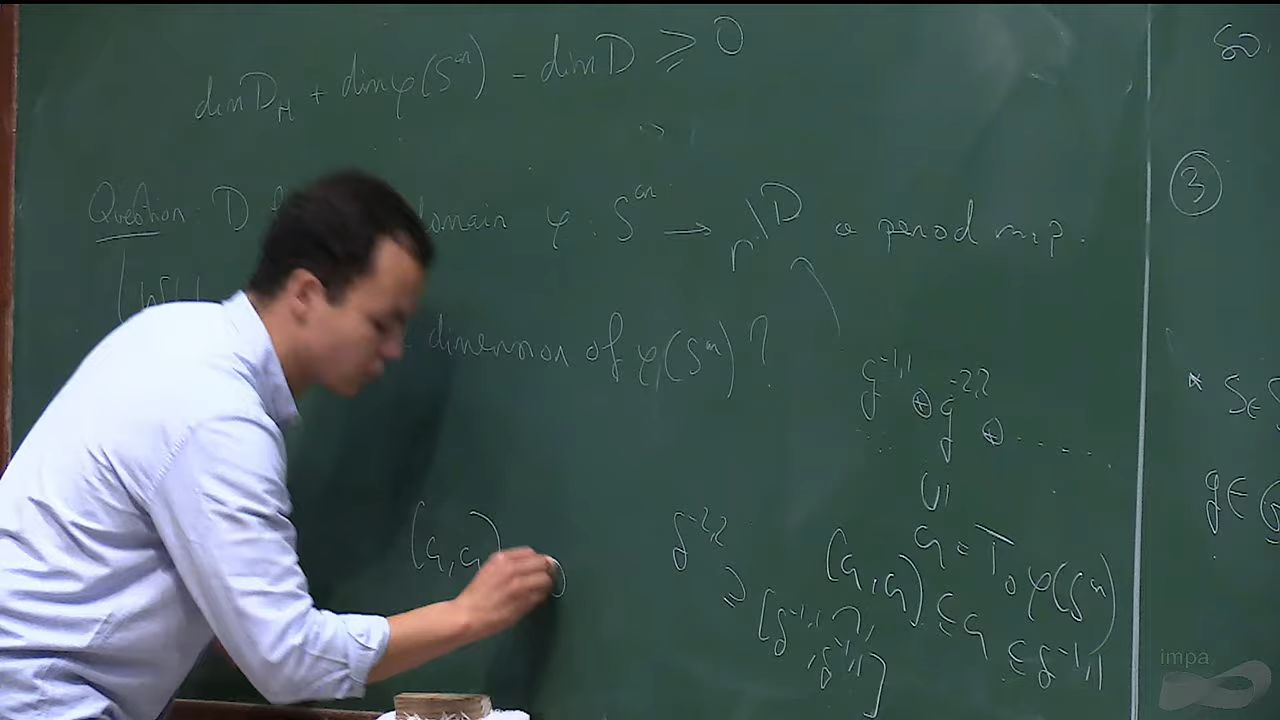 dim D_H + dim φ(S^an) - dim D ≥ 0
Question: D domain φ: S^an → Γ\D a period map.
dimension of φ(S^an)?
g^{-1,1} ⊕ g^{-2,2} ⊕ ....
∪|
a = T_0 φ(S^an)
⊆ g^{-1,1}
[a, a] ⊆ a
g^{-2,2} ⊇ [g^{-1,1}, g^{-1,1}]
[a, a]
③
S ∈
g ∈
impa